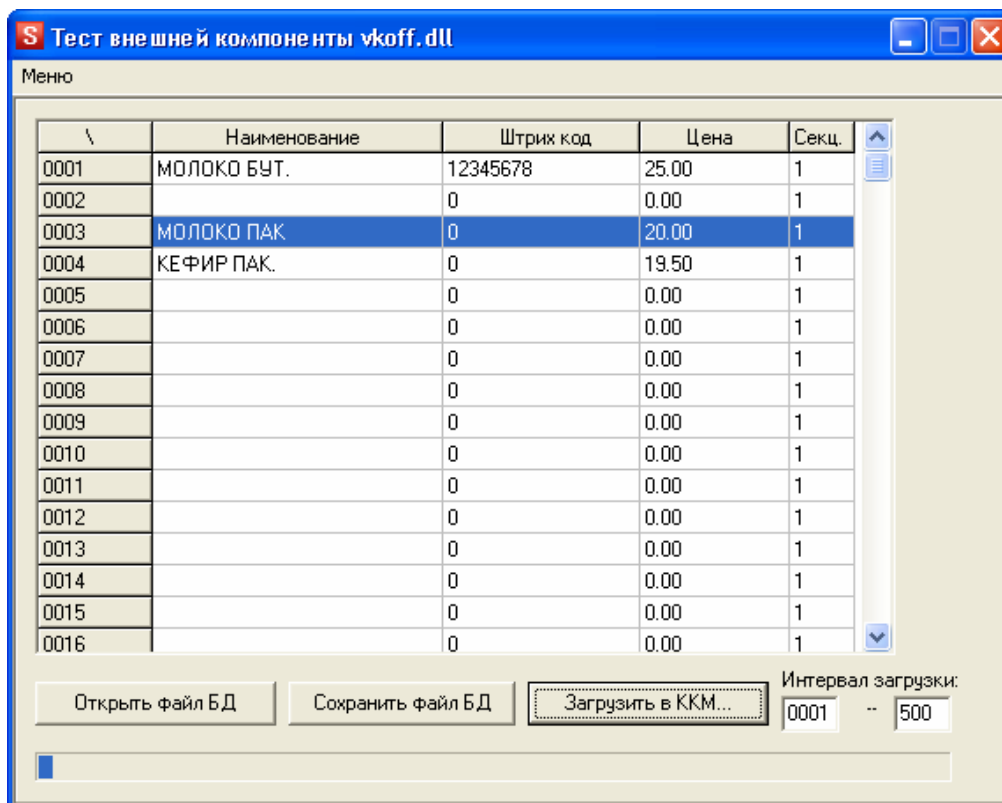 S Тест внешней компоненты vkoff.dll
Меню
\ Наименование Штрих код Цена Секц.
0001 МОЛОКО БУТ. 12345678 25.00 1
0002 0 0.00 1
0003 МОЛОКО ПАК 0 20.00 1
0004 КЕФИР ПАК. 0 19.50 1
0005 0 0.00 1
0006 0 0.00 1
0007 0 0.00 1
0008 0 0.00 1
0009 0 0.00 1
0010 0 0.00 1
0011 0 0.00 1
0012 0 0.00 1
0013 0 0.00 1
0014 0 0.00 1
0015 0 0.00 1
0016 0 0.00 1
Интервал загрузки:
Открыть файл БД Сохранить файл БД Загрузить в ККМ... 0001 -- 500